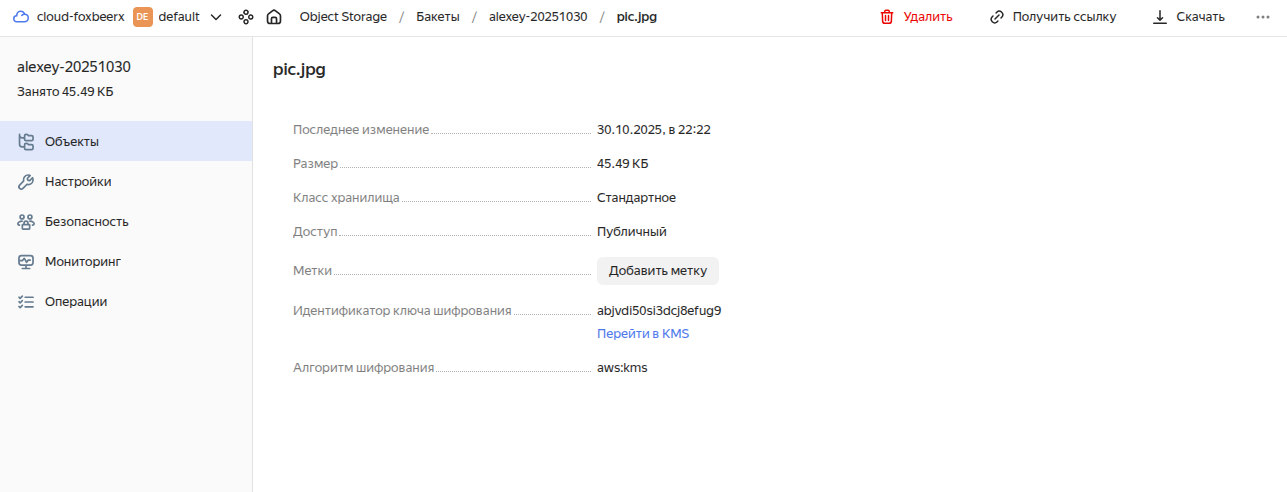 cloud-foxbeerx DE default Object Storage / Бакеты / alexey-20251030 / pic.jpg Удалить Получить ссылку Скачать
alexey-20251030
Занято 45.49 КБ
Объекты
Настройки
Безопасность
Мониторинг
Операции
pic.jpg
Последнее изменение 30.10.2025, в 22:22
Размер 45.49 КБ
Класс хранилища Стандартное
Доступ Публичный
Метки Добавить метку
Идентификатор ключа шифрования abjvdi50si3dcj8efug9
Перейти в KMS
Алгоритм шифрования aws:kms